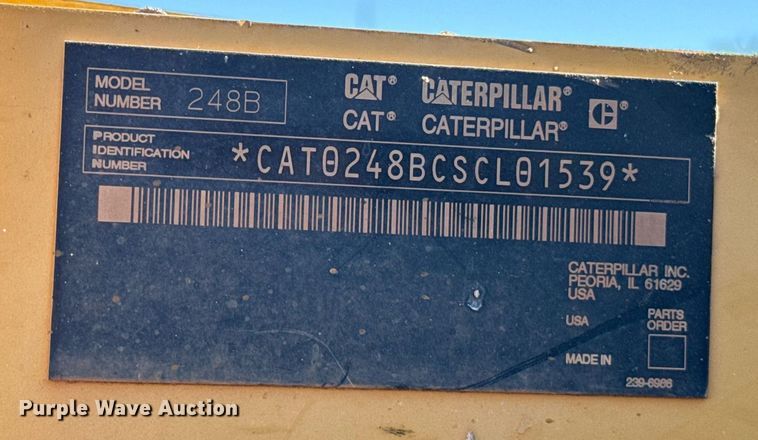 MODEL
NUMBER 248B
CAT® CATERPILLAR® ®
CAT® CATERPILLAR®
PRODUCT
IDENTIFICATION
NUMBER
*CAT0248BCSCL01539*
CATERPILLAR INC.
PEORIA, IL 61629
USA
USA
PARTS
ORDER
MADE IN
239-6966
Purple Wave Auction